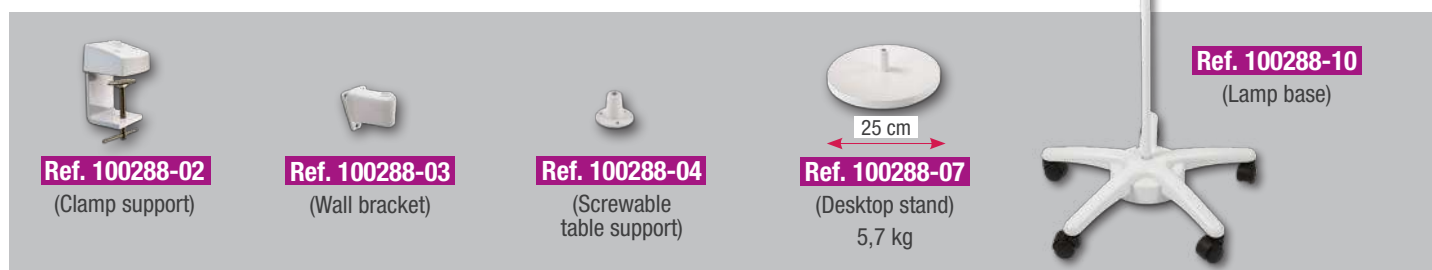 Ref. 100288-02
(Clamp support)
Ref. 100288-03
(Wall bracket)
Ref. 100288-04
(Screwable
table support)
25 cm
Ref. 100288-07
(Desktop stand)
5,7 kg
Ref. 100288-10
(Lamp base)